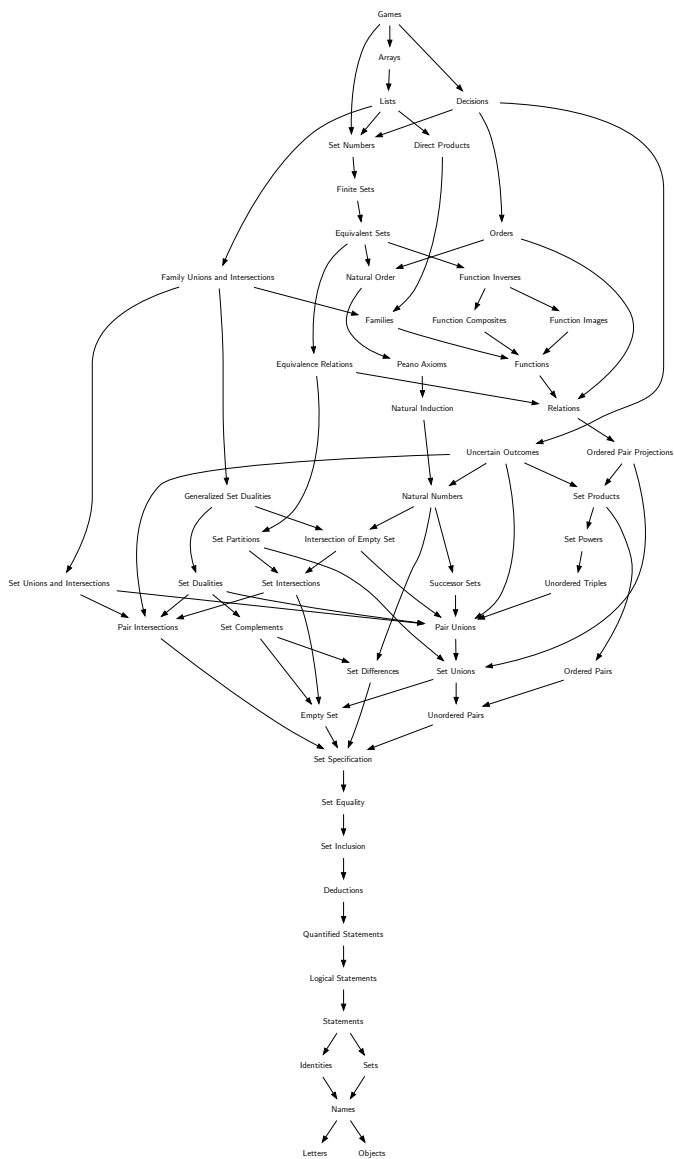 Games
Arrays
Lists
Decisions
Set Numbers
Direct Products
Finite Sets
Equivalent Sets
Orders
Family Unions and Intersections
Natural Order
Function Inverses
Families
Function Composites
Function Images
Equivalence Relations
Peano Axioms
Functions
Natural Induction
Relations
Uncertain Outcomes
Ordered Pair Projections
Generalized Set Dualities
Natural Numbers
Set Products
Set Partitions
Intersection of Empty Set
Set Powers
Set Unions and Intersections
Set Dualities
Set Intersections
Successor Sets
Unordered Triples
Pair Intersections
Set Complements
Pair Unions
Set Differences
Set Unions
Ordered Pairs
Empty Set
Unordered Pairs
Set Specification
Set Equality
Set Inclusion
Deductions
Quantified Statements
Logical Statements
Statements
Identities
Sets
Names
Letters
Objects